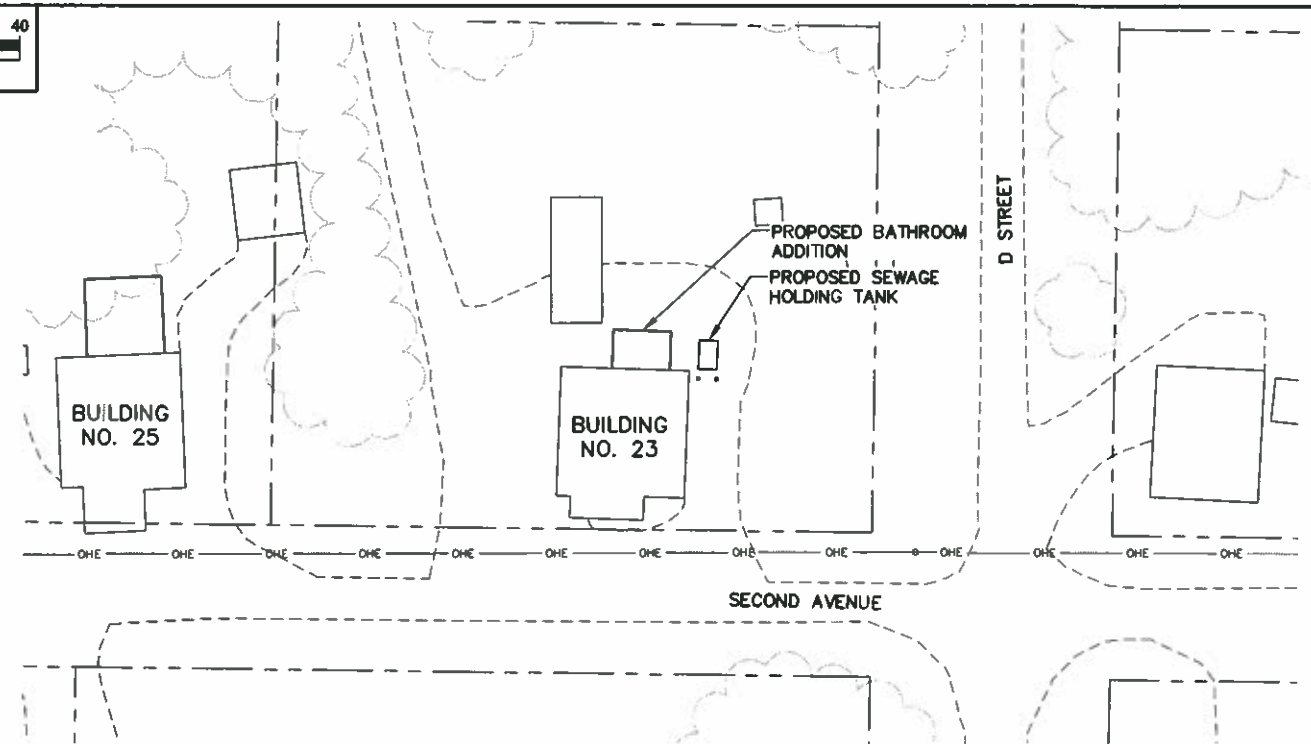 40
PROPOSED BATHROOM
ADDITION
PROPOSED SEWAGE
HOLDING TANK
D STREET
BUILDING
NO. 25
BUILDING
NO. 23
OHE OHE OHE OHE OHE OHE OHE OHE OHE OHE OHE OHE OHE
SECOND AVENUE